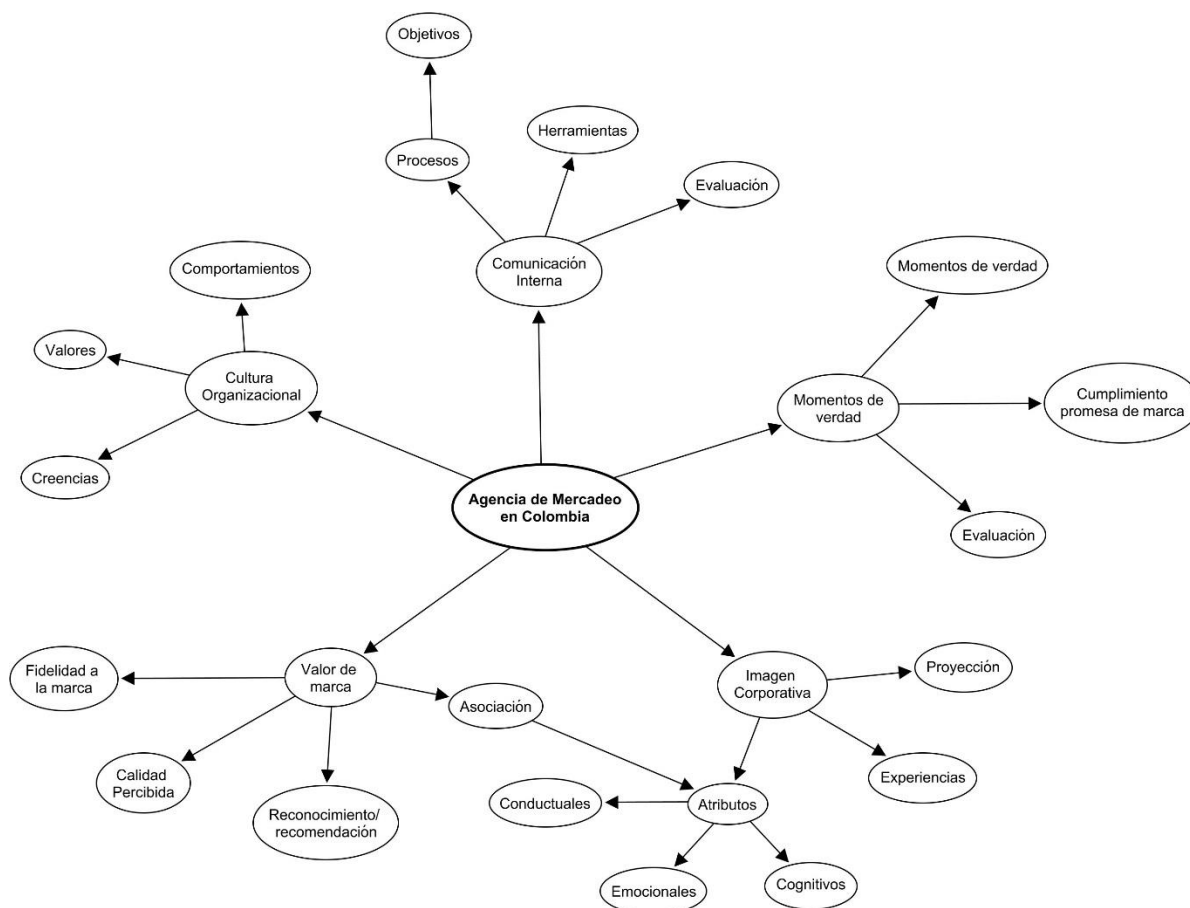 Objetivos
Herramientas
Procesos
Evaluación
Comunicación
Interna
Comportamientos
Momentos de verdad
Valores
Cultura
Organizacional
Momentos de
verdad
Cumplimiento
promesa de marca
Creencias
Agencia de Mercadeo
en Colombia
Evaluación
Fidelidad a
la marca
Valor de
marca
Asociación
Imagen
Corporativa
Proyección
Calidad
Percibida
Reconocimiento/
recomendación
Conductuales
Atributos
Experiencias
Emocionales
Cognitivos